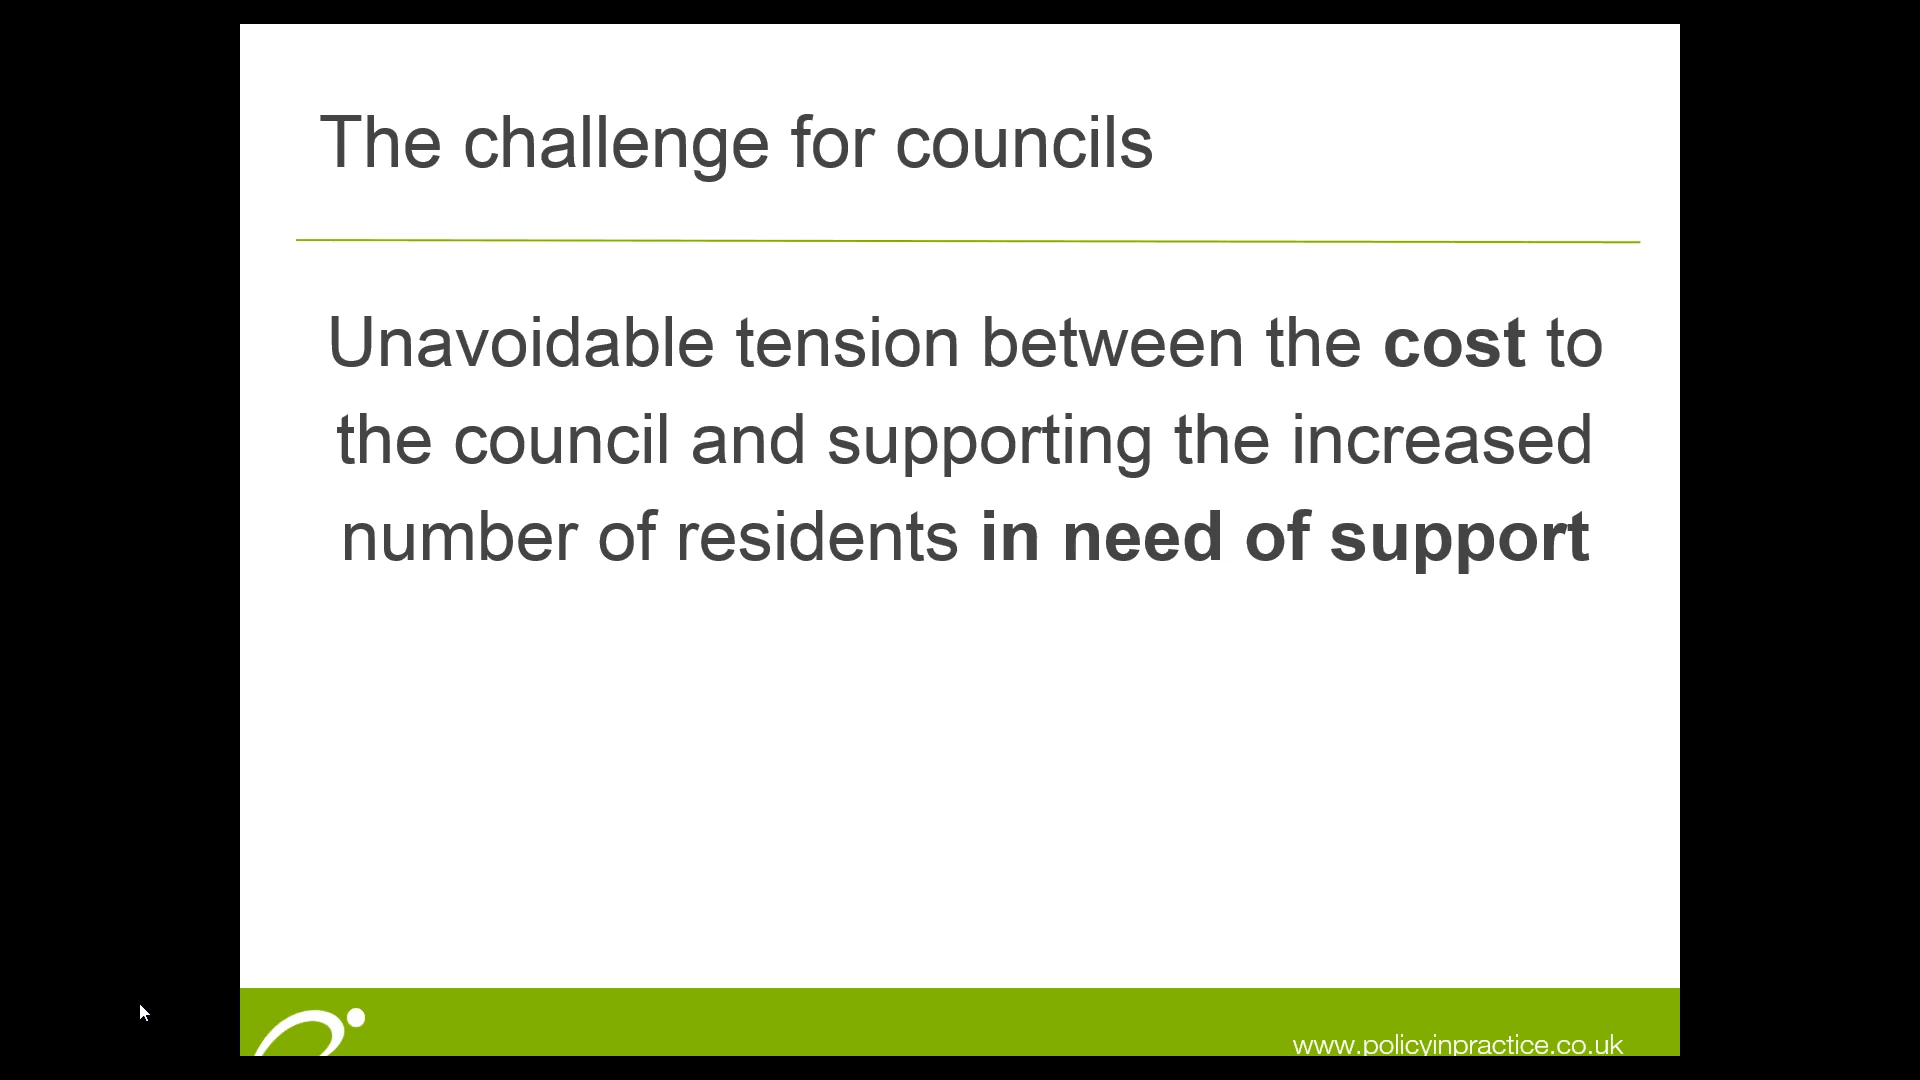 The challenge for councils
Unavoidable tension between the cost to
the council and supporting the increased
number of residents in need of support
www.policyinpractice.co.uk